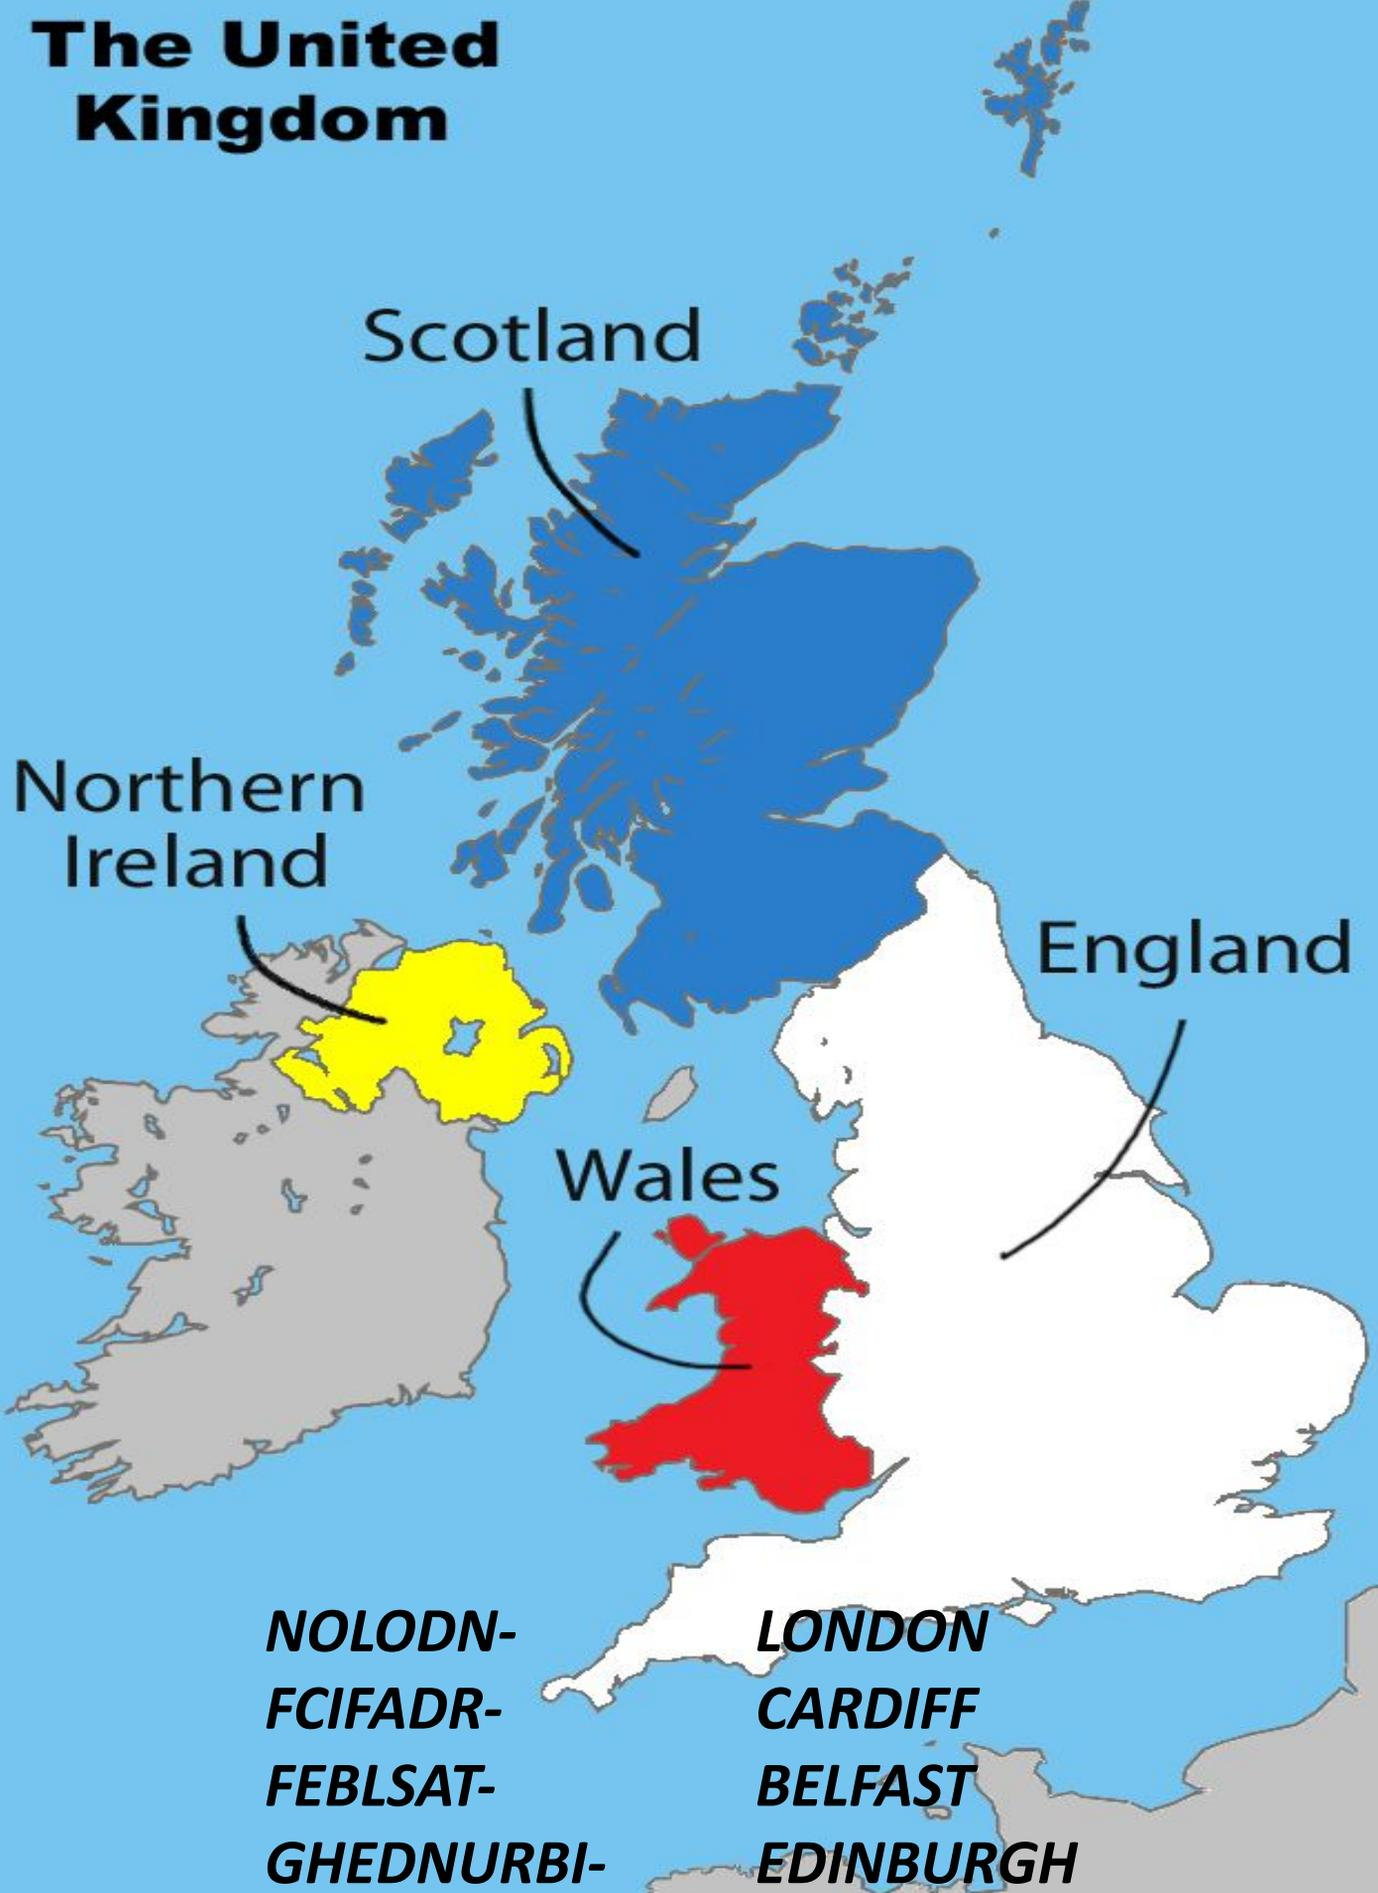 The United
Kingdom
Scotland
Northern
Ireland
England
Wales
NOLODN- LONDON
FCIFADR- CARDIFF
FEBLSAT- BELFAST
GHEDNURBI- EDINBURGH